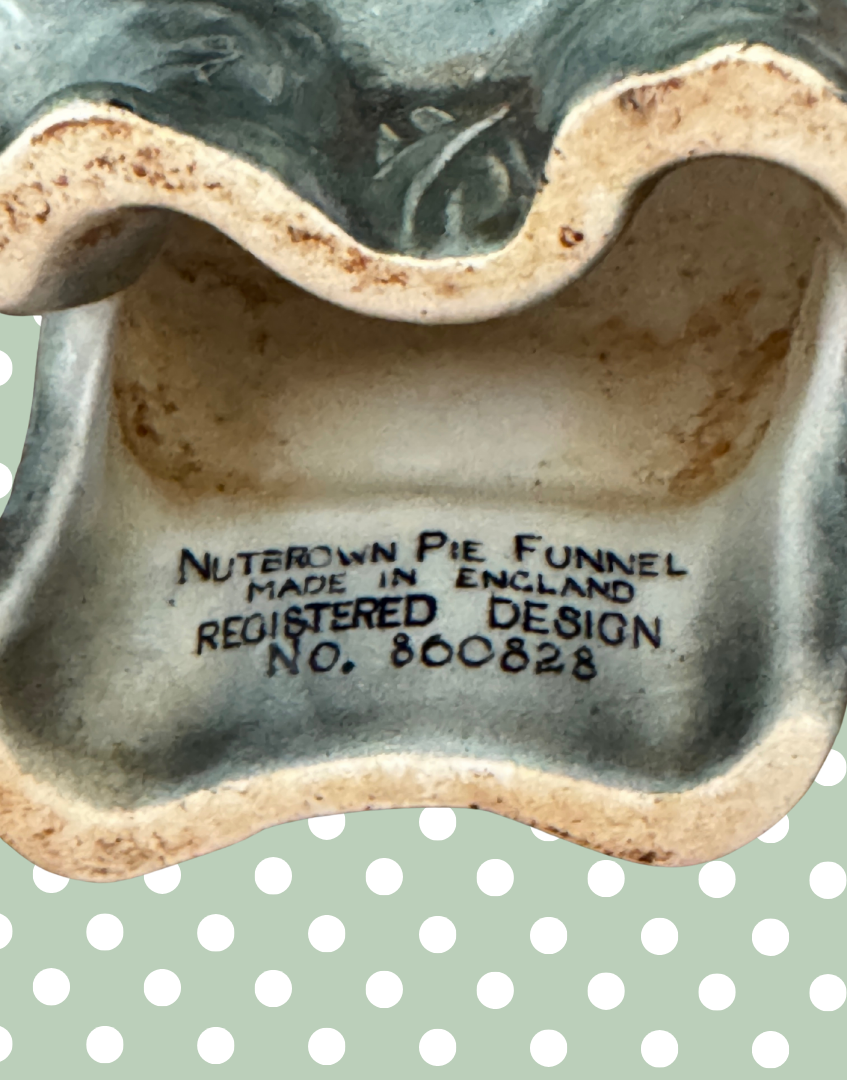 NUTBROWN PIE FUNNEL
MADE IN ENGLAND
REGISTERED DESIGN
NO. 860828